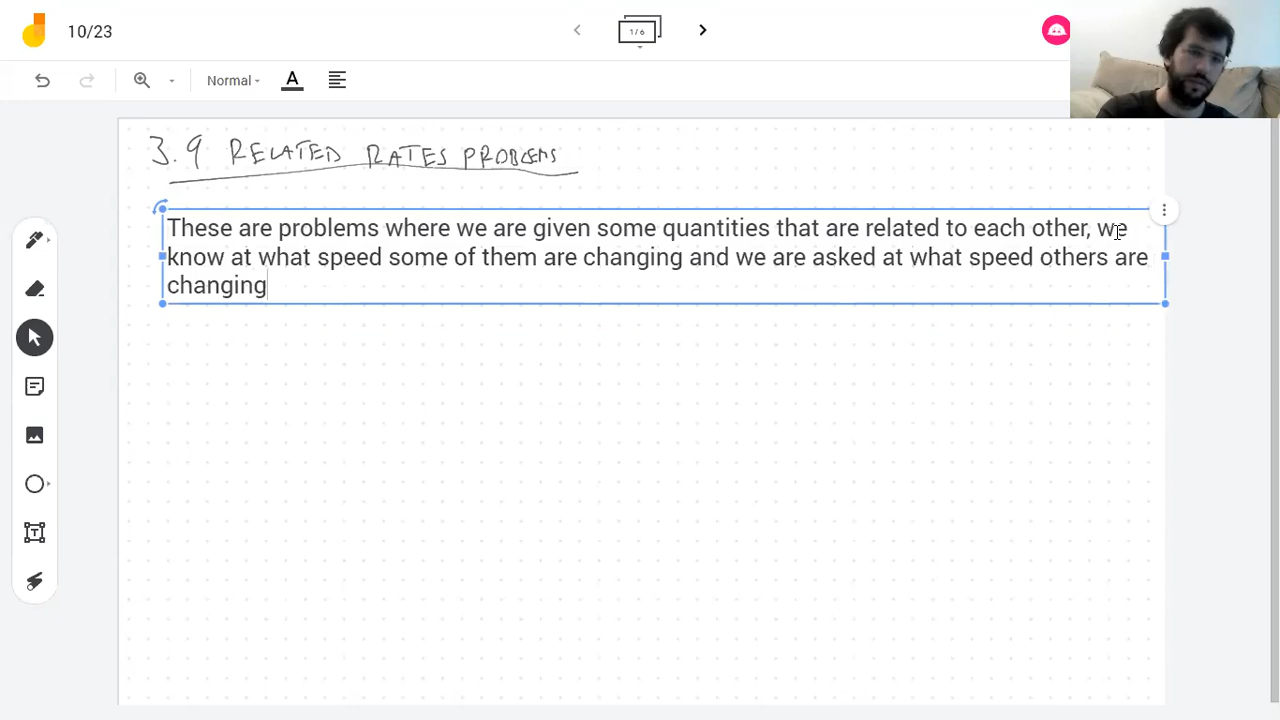 10/23
1/6
Normal
3.9 RELATED RATES PROBLEMS
These are problems where we are given some quantities that are related to each other, we
know at what speed some of them are changing and we are asked at what speed others are
changing